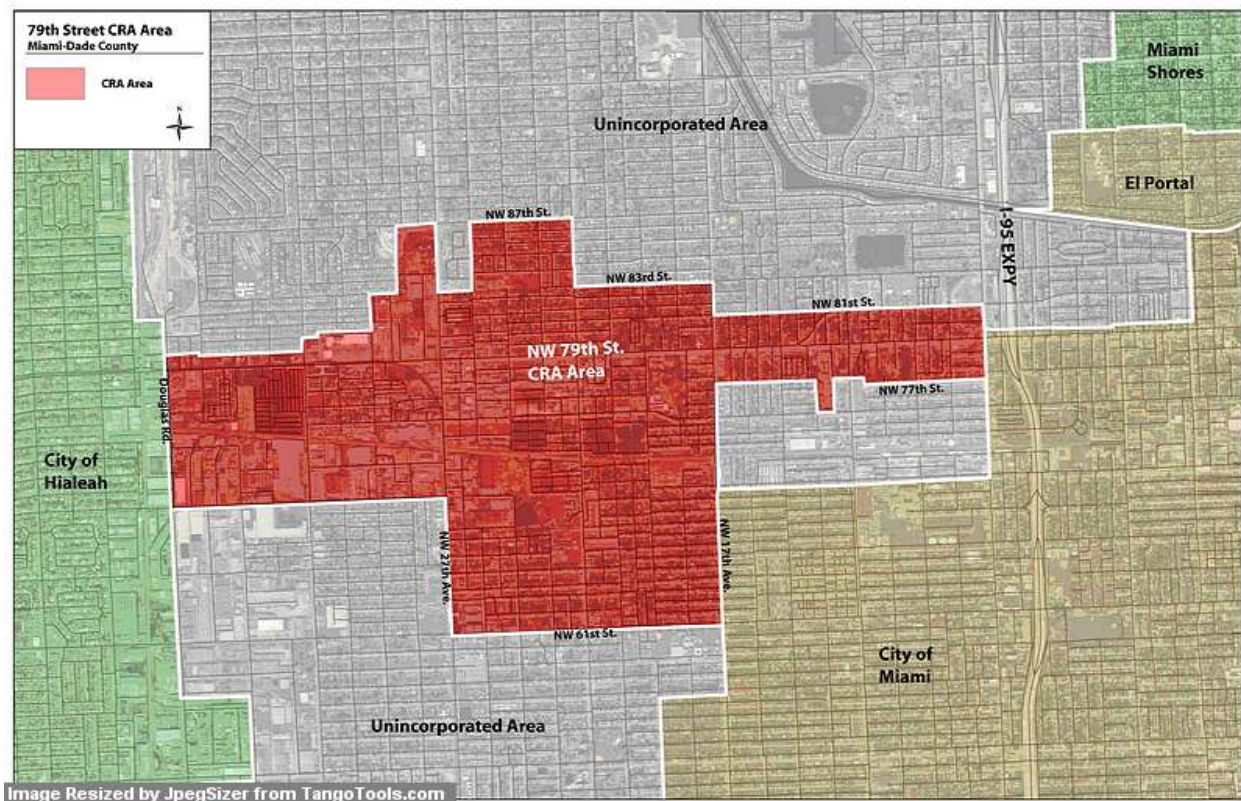 79th Street CRA Area
Miami-Dade County
CRA Area
N
Miami
Shores
Unincorporated Area
El Portal
NW 87th St.
I-95 EXPY
NW 83rd St.
NW 81st St.
NW 79th St.
CRA Area
NW 77th St.
Douglas Rd.
City of
Hialeah
NW 27th Ave.
NW 17th Ave.
NW 61st St.
City of
Miami
Unincorporated Area
Image Resized by JpegSizer from TangoTools.com